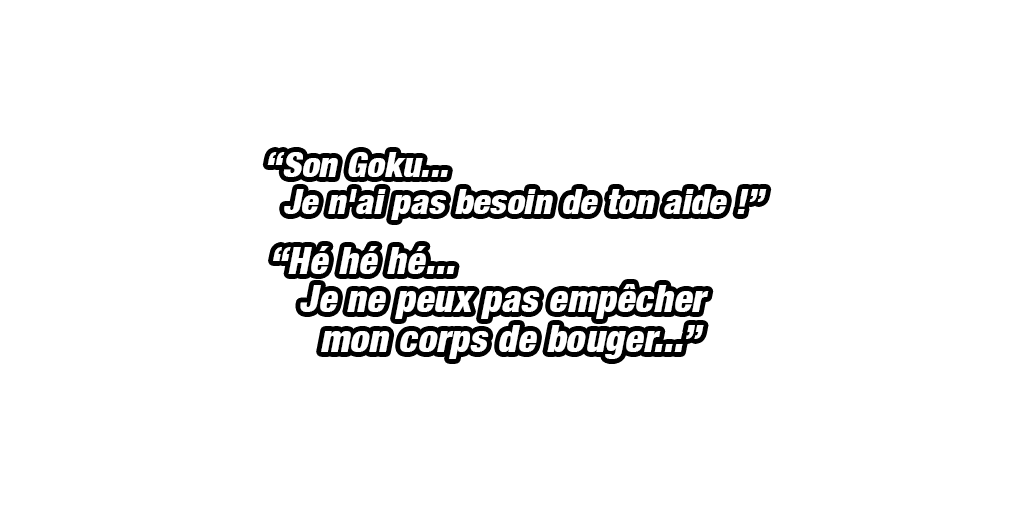 “Son Goku...
Je n'ai pas besoin de ton aide !”
“Hé hé hé...
Je ne peux pas empêcher
mon corps de bouger...”